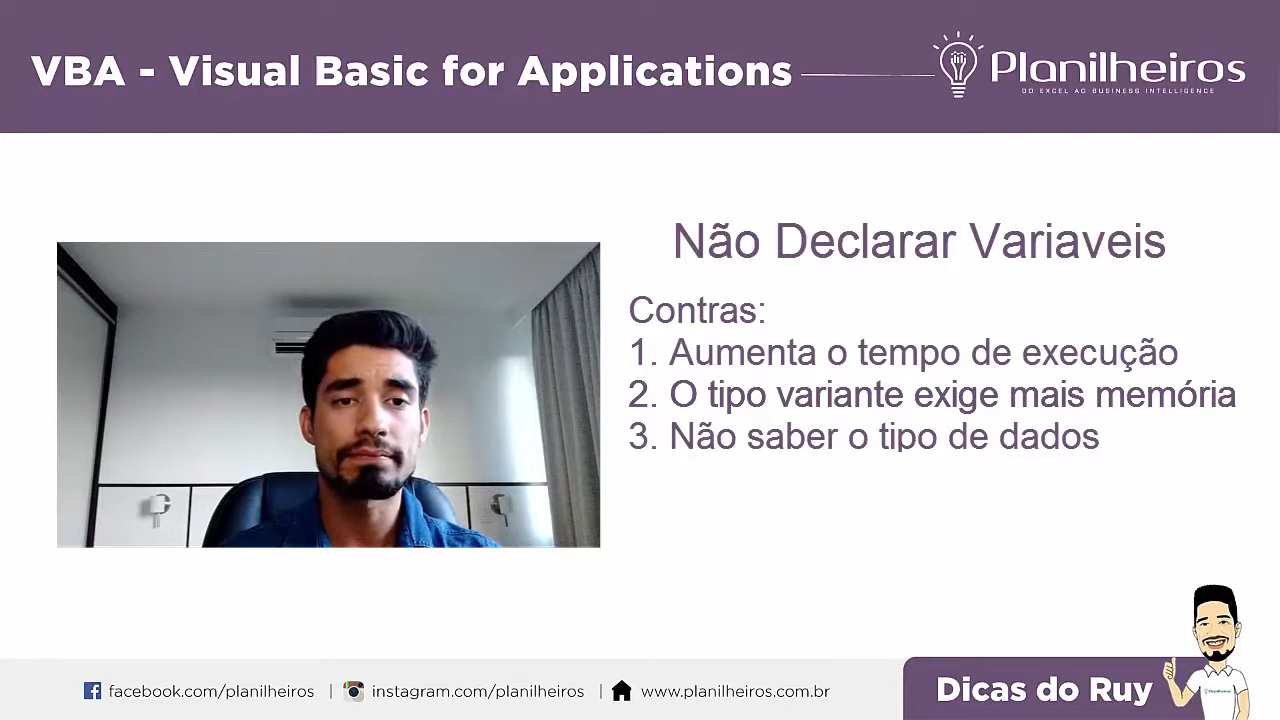 VBA - Visual Basic for Applications
Planilheiros
DO EXCEL AO BUSINESS INTELLIGENCE
Não Declarar Variaveis
Contras:
1. Aumenta o tempo de execução
2. O tipo variante exige mais memória
3. Não saber o tipo de dados
facebook.com/planilheiros | instagram.com/planilheiros | www.planilheiros.com.br
Dicas do Ruy